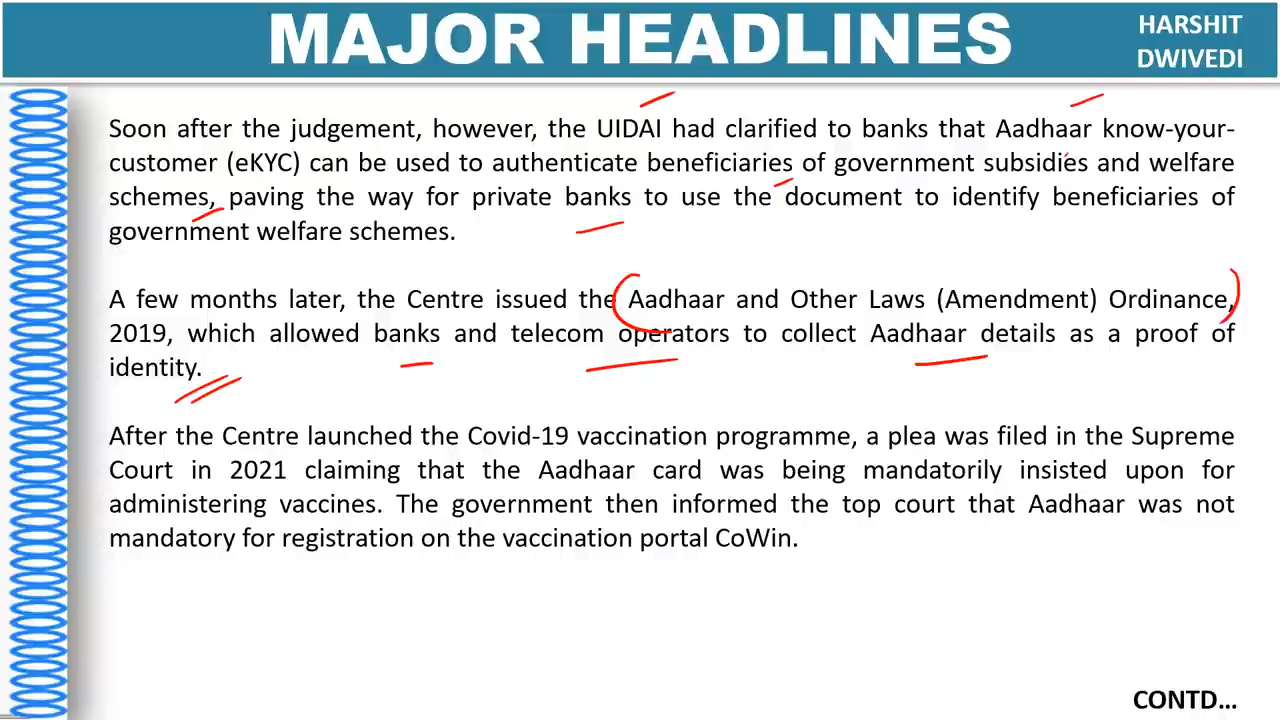 MAJOR HEADLINES
HARSHIT
DWIVEDI
Soon after the judgement, however, the UIDAI had clarified to banks that Aadhaar know-your-
customer (eKYC) can be used to authenticate beneficiaries of government subsidies and welfare
schemes, paving the way for private banks to use the document to identify beneficiaries of
government welfare schemes.
A few months later, the Centre issued the Aadhaar and Other Laws (Amendment) Ordinance,
2019, which allowed banks and telecom operators to collect Aadhaar details as a proof of
identity.
After the Centre launched the Covid-19 vaccination programme, a plea was filed in the Supreme
Court in 2021 claiming that the Aadhaar card was being mandatorily insisted upon for
administering vaccines. The government then informed the top court that Aadhaar was not
mandatory for registration on the vaccination portal CoWin.
CONTD...